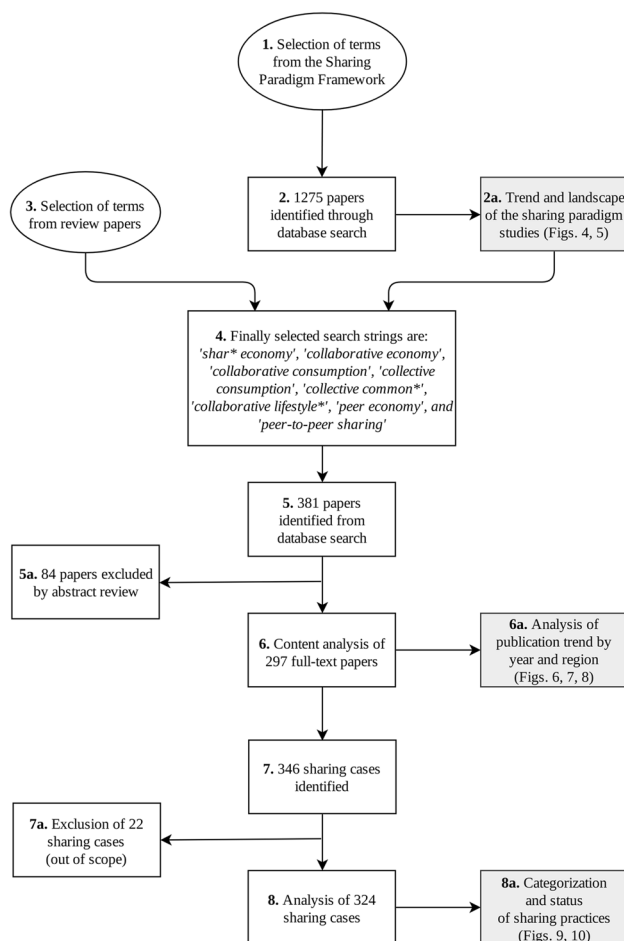 1. Selection of terms
from the Sharing
Paradigm Framework
2. 1275 papers
identified through
database search
2a. Trend and landscape
of the sharing paradigm
studies (Figs. 4, 5)
3. Selection of terms
from review papers
4. Finally selected search strings are:
'shar* economy', 'collaborative economy',
'collaborative consumption', 'collective
consumption', 'collective common*',
'collaborative lifestyle*', 'peer economy', and
'peer-to-peer sharing'
5. 381 papers
identified from
database search
5a. 84 papers excluded
by abstract review
6. Content analysis of
297 full-text papers
6a. Analysis of
publication trend by
year and region
(Figs. 6, 7, 8)
7. 346 sharing cases
identified
7a. Exclusion of 22
sharing cases
(out of scope)
8. Analysis of 324
sharing cases
8a. Categorization
and status
of sharing practices
(Figs. 9, 10)